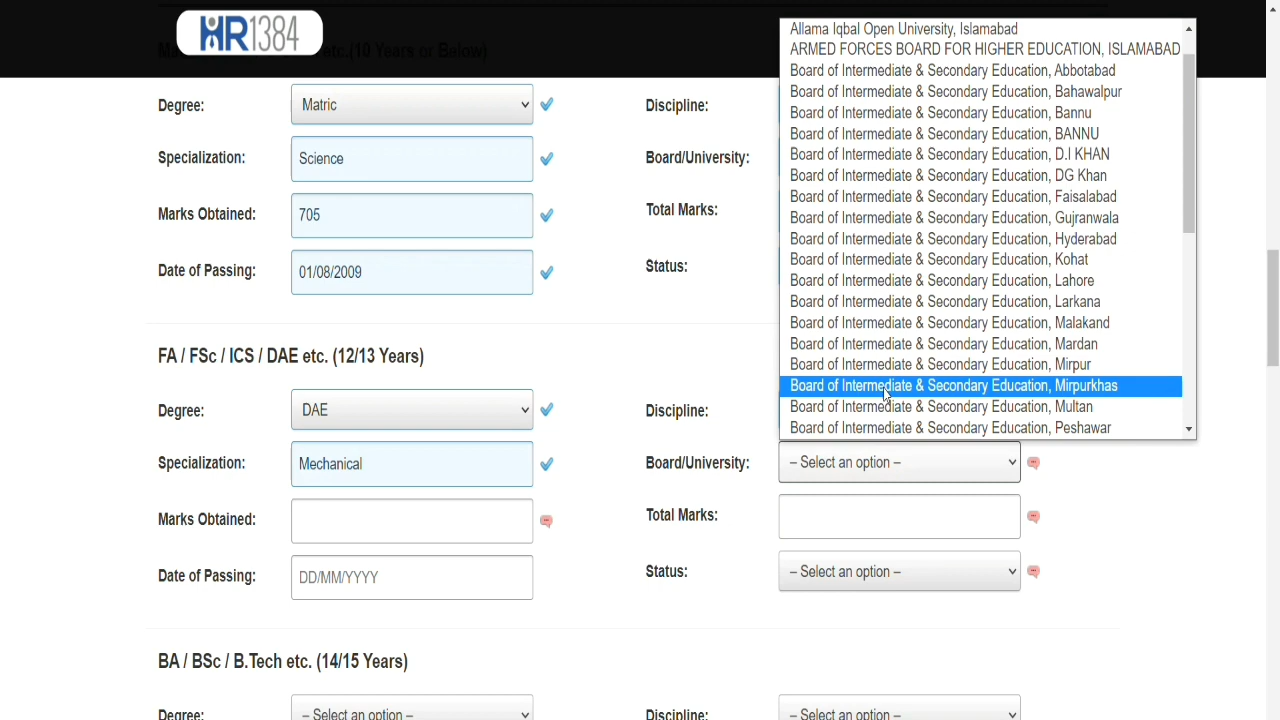 HR1384
etc.(10 Years or Below)
Degree: Matric Discipline:
Specialization: Science Board/University:
Marks Obtained: 705 Total Marks:
Date of Passing: 01/08/2009 Status:
Allama Iqbal Open University, Islamabad
ARMED FORCES BOARD FOR HIGHER EDUCATION, ISLAMABAD
Board of Intermediate & Secondary Education, Abbotabad
Board of Intermediate & Secondary Education, Bahawalpur
Board of Intermediate & Secondary Education, Bannu
Board of Intermediate & Secondary Education, BANNU
Board of Intermediate & Secondary Education, D.I KHAN
Board of Intermediate & Secondary Education, DG Khan
Board of Intermediate & Secondary Education, Faisalabad
Board of Intermediate & Secondary Education, Gujranwala
Board of Intermediate & Secondary Education, Hyderabad
Board of Intermediate & Secondary Education, Kohat
Board of Intermediate & Secondary Education, Lahore
Board of Intermediate & Secondary Education, Larkana
Board of Intermediate & Secondary Education, Malakand
Board of Intermediate & Secondary Education, Mardan
Board of Intermediate & Secondary Education, Mirpur
Board of Intermediate & Secondary Education, Mirpurkhas
Board of Intermediate & Secondary Education, Multan
Board of Intermediate & Secondary Education, Peshawar
FA / FSc / ICS / DAE etc. (12/13 Years)
Degree: DAE Discipline:
Specialization: Mechanical Board/University: – Select an option –
Marks Obtained: Total Marks:
Date of Passing: DD/MM/YYYY Status: – Select an option –
BA / BSc / B.Tech etc. (14/15 Years)
Degree: – Select an option – Discipline: – Select an option –